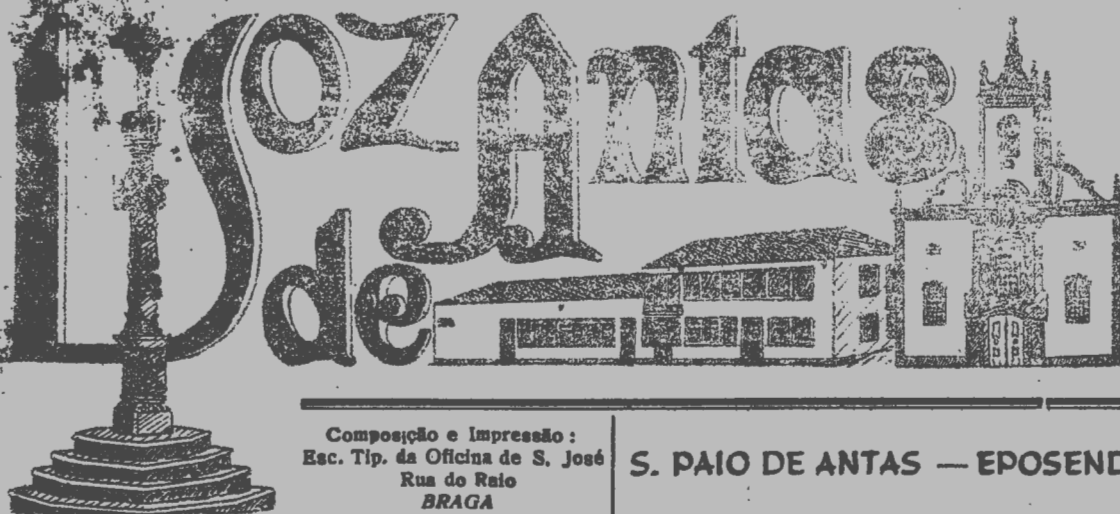 Voz
de Antas
Composição e Impressão :
Esc. Tip. da Oficina de S. José
Rua do Raio
BRAGA
S. PAIO DE ANTAS — EPOSEND